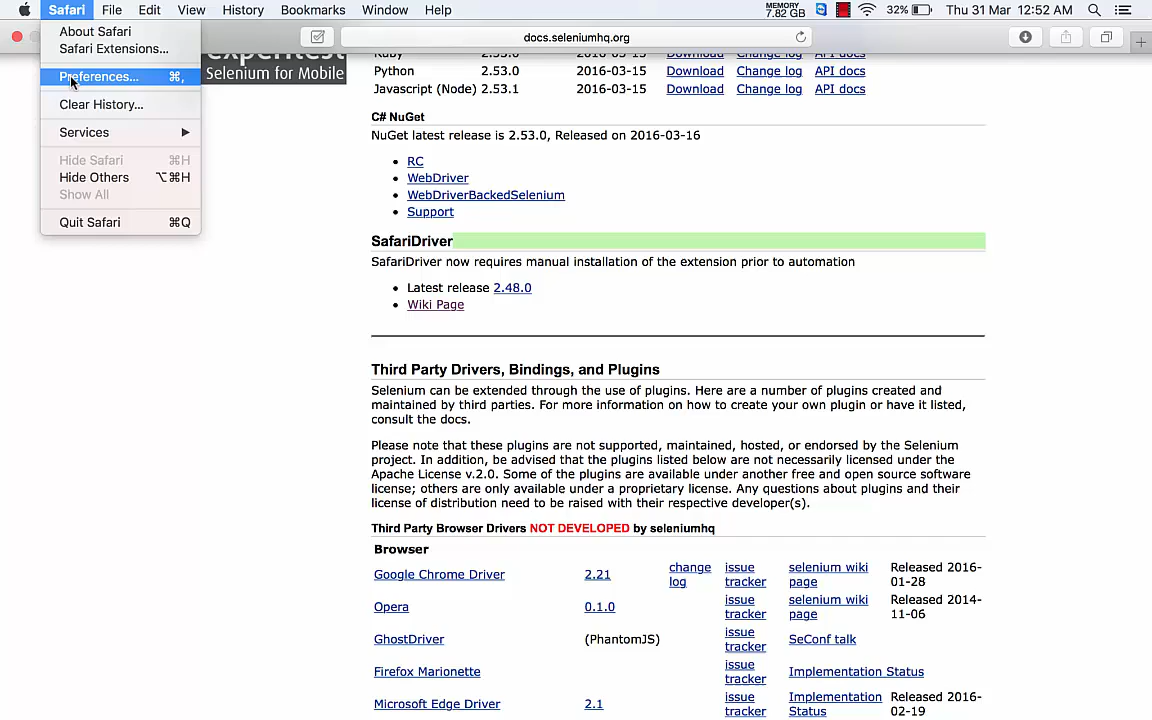 Safari File Edit View History Bookmarks Window Help MEMORY 7.82 GB 32% Thu 31 Mar 12:52 AM
About Safari
Safari Extensions...
Preferences... ⌘,
Clear History...
Services
Hide Safari ⌘H
Hide Others ⌥⌘H
Show All
Quit Safari ⌘Q
docs.seleniumhq.org
Experitest
Selenium for Mobile
Ruby 2.53.0 2016-03-15 Download Change log API docs
Python 2.53.0 2016-03-15 Download Change log API docs
Javascript (Node) 2.53.1 2016-03-15 Download Change log API docs
C# NuGet
NuGet latest release is 2.53.0, Released on 2016-03-16
• RC
• WebDriver
• WebDriverBackedSelenium
• Support
SafariDriver
SafariDriver now requires manual installation of the extension prior to automation
• Latest release 2.48.0
• Wiki Page
Third Party Drivers, Bindings, and Plugins
Selenium can be extended through the use of plugins. Here are a number of plugins created and
maintained by third parties. For more information on how to create your own plugin or have it listed,
consult the docs.
Please note that these plugins are not supported, maintained, hosted, or endorsed by the Selenium
project. In addition, be advised that the plugins listed below are not necessarily licensed under the
Apache License v.2.0. Some of the plugins are available under another free and open source software
license; others are only available under a proprietary license. Any questions about plugins and their
license of distribution need to be raised with their respective developer(s).
Third Party Browser Drivers NOT DEVELOPED by seleniumhq
Browser
Google Chrome Driver 2.21 change log issue tracker selenium wiki page Released 2016-01-28
Opera 0.1.0 issue tracker selenium wiki page Released 2014-11-06
GhostDriver (PhantomJS) issue tracker SeConf talk
Firefox Marionette issue tracker Implementation Status
Microsoft Edge Driver 2.1 issue tracker Implementation Status Released 2016-02-19